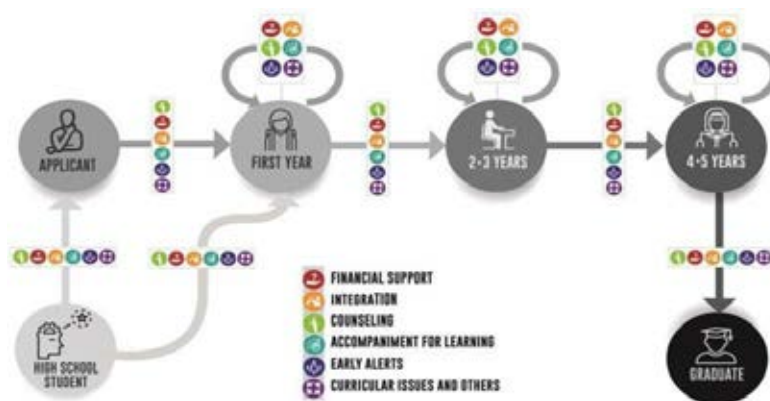 APPLICANT
FIRST YEAR
2-3 YEARS
4-5 YEARS
HIGH SCHOOL
STUDENT
FINANCIAL SUPPORT
INTEGRATION
COUNSELING
ACCOMPANIMENT FOR LEARNING
EARLY ALERTS
CURRICULAR ISSUES AND OTHERS
GRADUATE